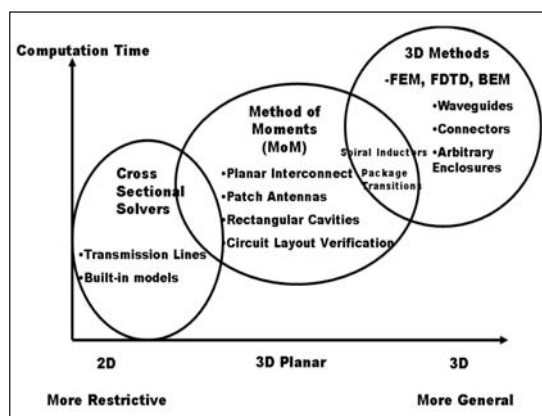 Computation Time
3D Methods
-FEM, FDTD, BEM
•Waveguides
•Connectors
•Arbitrary
Enclosures
Method of
Moments
(MoM)
•Planar Interconnect
•Patch Antennas
•Rectangular Cavities
•Circuit Layout Verification
Spiral Inductors
Package
Transitions
Cross
Sectional
Solvers
•Transmission Lines
•Built-in models
2D
3D Planar
3D
More Restrictive
More General